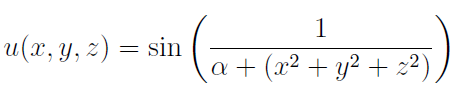 u(x, y, z) = sin ( 1 / ( α + (x² + y² + z²) ) )